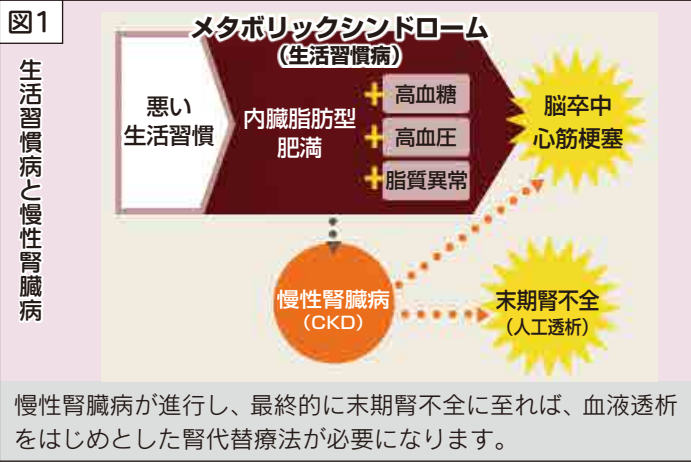 図1
生活習慣病と慢性腎臓病
メタボリックシンドローム
（生活習慣病）
悪い
生活習慣
内臓脂肪型
肥満
+高血糖
+高血圧
+脂質異常
脳卒中
心筋梗塞
慢性腎臓病
（CKD）
末期腎不全
（人工透析）
慢性腎臓病が進行し、最終的に末期腎不全に至れば、血液透析
をはじめとした腎代替療法が必要になります。